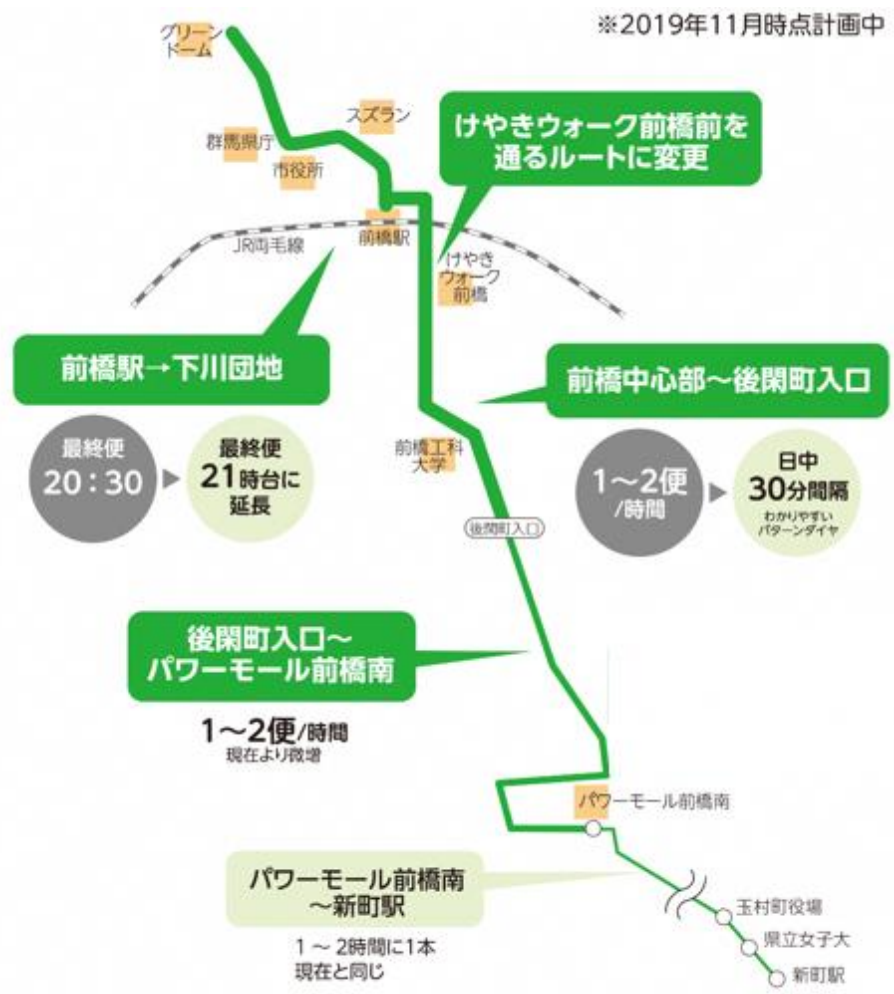 ※2019年11月時点計画中
グリーン
ドーム
スズラン
群馬県庁
市役所
けやきウォーク前橋前を
通るルートに変更
JR両毛線
前橋駅
けやき
ウォーク
前橋
前橋駅→下川団地
最終便
20:30
最終便
21時台に
延長
前橋中心部~後閑町入口
1~2便
/時間
日中
30分間隔
わかりやすい
パターンダイヤ
前橋工科
大学
後閑町入口
後閑町入口~
パワーモール前橋南
1~2便/時間
現在より微増
パワーモール前橋南
パワーモール前橋南
~新町駅
1~2時間に1本
現在と同じ
玉村町役場
県立女子大
新町駅